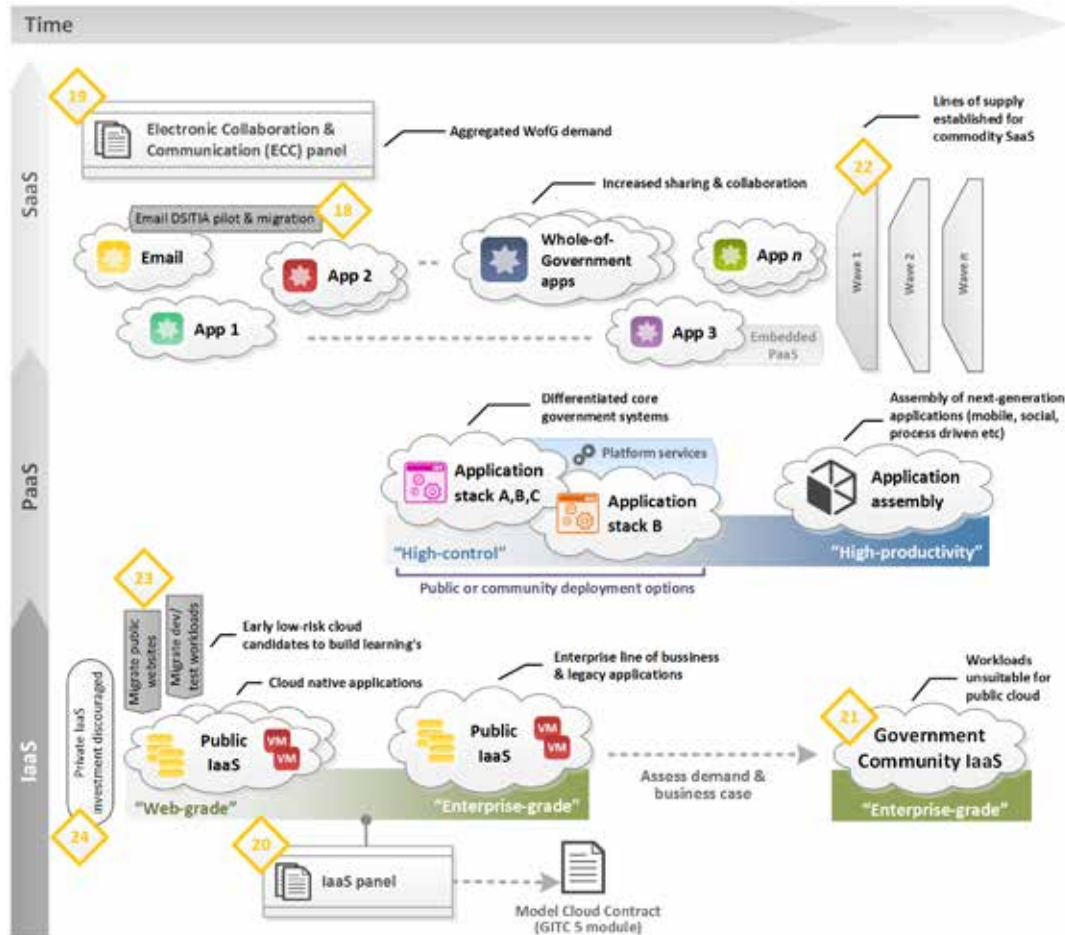 Time
SaaS
19
Electronic Collaboration &
Communication (ECC) panel
Aggregated WofG demand
Lines of supply
established for
commodity SaaS
22
Increased sharing & collaboration
Email DSITIA pilot & migration
18
Email
App 2
Whole-of-
Government
apps
App n
Wave 1
Wave 2
Wave n
App 1
App 3
Embedded
PaaS
PaaS
Differentiated core
government systems
Assembly of next-generation
applications (mobile, social,
process driven etc)
Platform services
Application
stack A,B,C
Application
stack B
Application
assembly
"High-control"
"High-productivity"
Public or community deployment options
IaaS
23
Migrate public
websites
Migrate dev/
test workloads
Early low-risk cloud
candidates to build learning's
Cloud native applications
Enterprise line of bussiness
& legacy applications
Workloads
unsuitable for
public cloud
Private IaaS
investment discouraged
24
Public
IaaS
VM
VM
Public
IaaS
VM
VM
21
Government
Community IaaS
Assess demand &
business case
"Web-grade"
"Enterprise-grade"
"Enterprise-grade"
20
IaaS panel
Model Cloud Contract
(GITC 5 module)